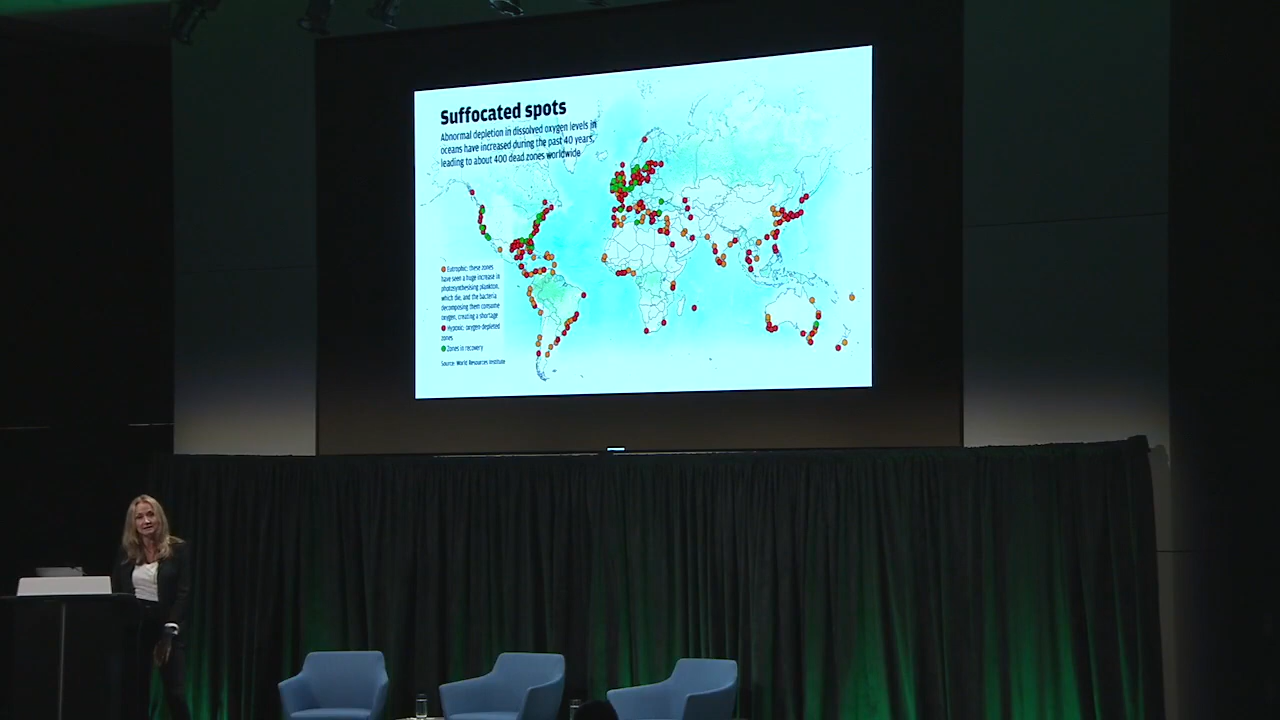 Suffocated spots
Abnormal depletion in dissolved oxygen levels in
oceans have increased during the past 40 years,
leading to about 400 dead zones worldwide
Eutrophic: these zones
have seen a huge increase in
photosynthesising plankton,
which die, and the bacteria
decomposing them consume
oxygen, creating a shortage
Hypoxic: oxygen-depleted
zones
Zones in recovery
Source: World Resources Institute